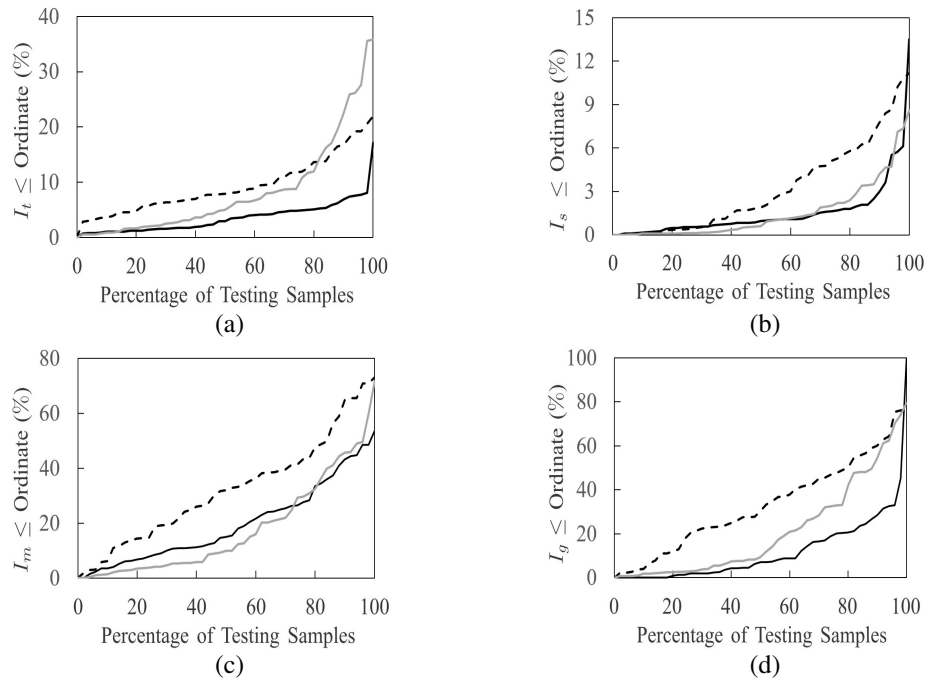 40
30
20
10
0
I_t ≤ Ordinate (%)
0 20 40 60 80 100
Percentage of Testing Samples
(a)
15
12
9
6
3
0
I_s ≤ Ordinate (%)
0 20 40 60 80 100
Percentage of Testing Samples
(b)
80
60
40
20
0
I_m ≤ Ordinate (%)
0 20 40 60 80 100
Percentage of Testing Samples
(c)
100
80
60
40
20
0
I_g ≤ Ordinate (%)
0 20 40 60 80 100
Percentage of Testing Samples
(d)